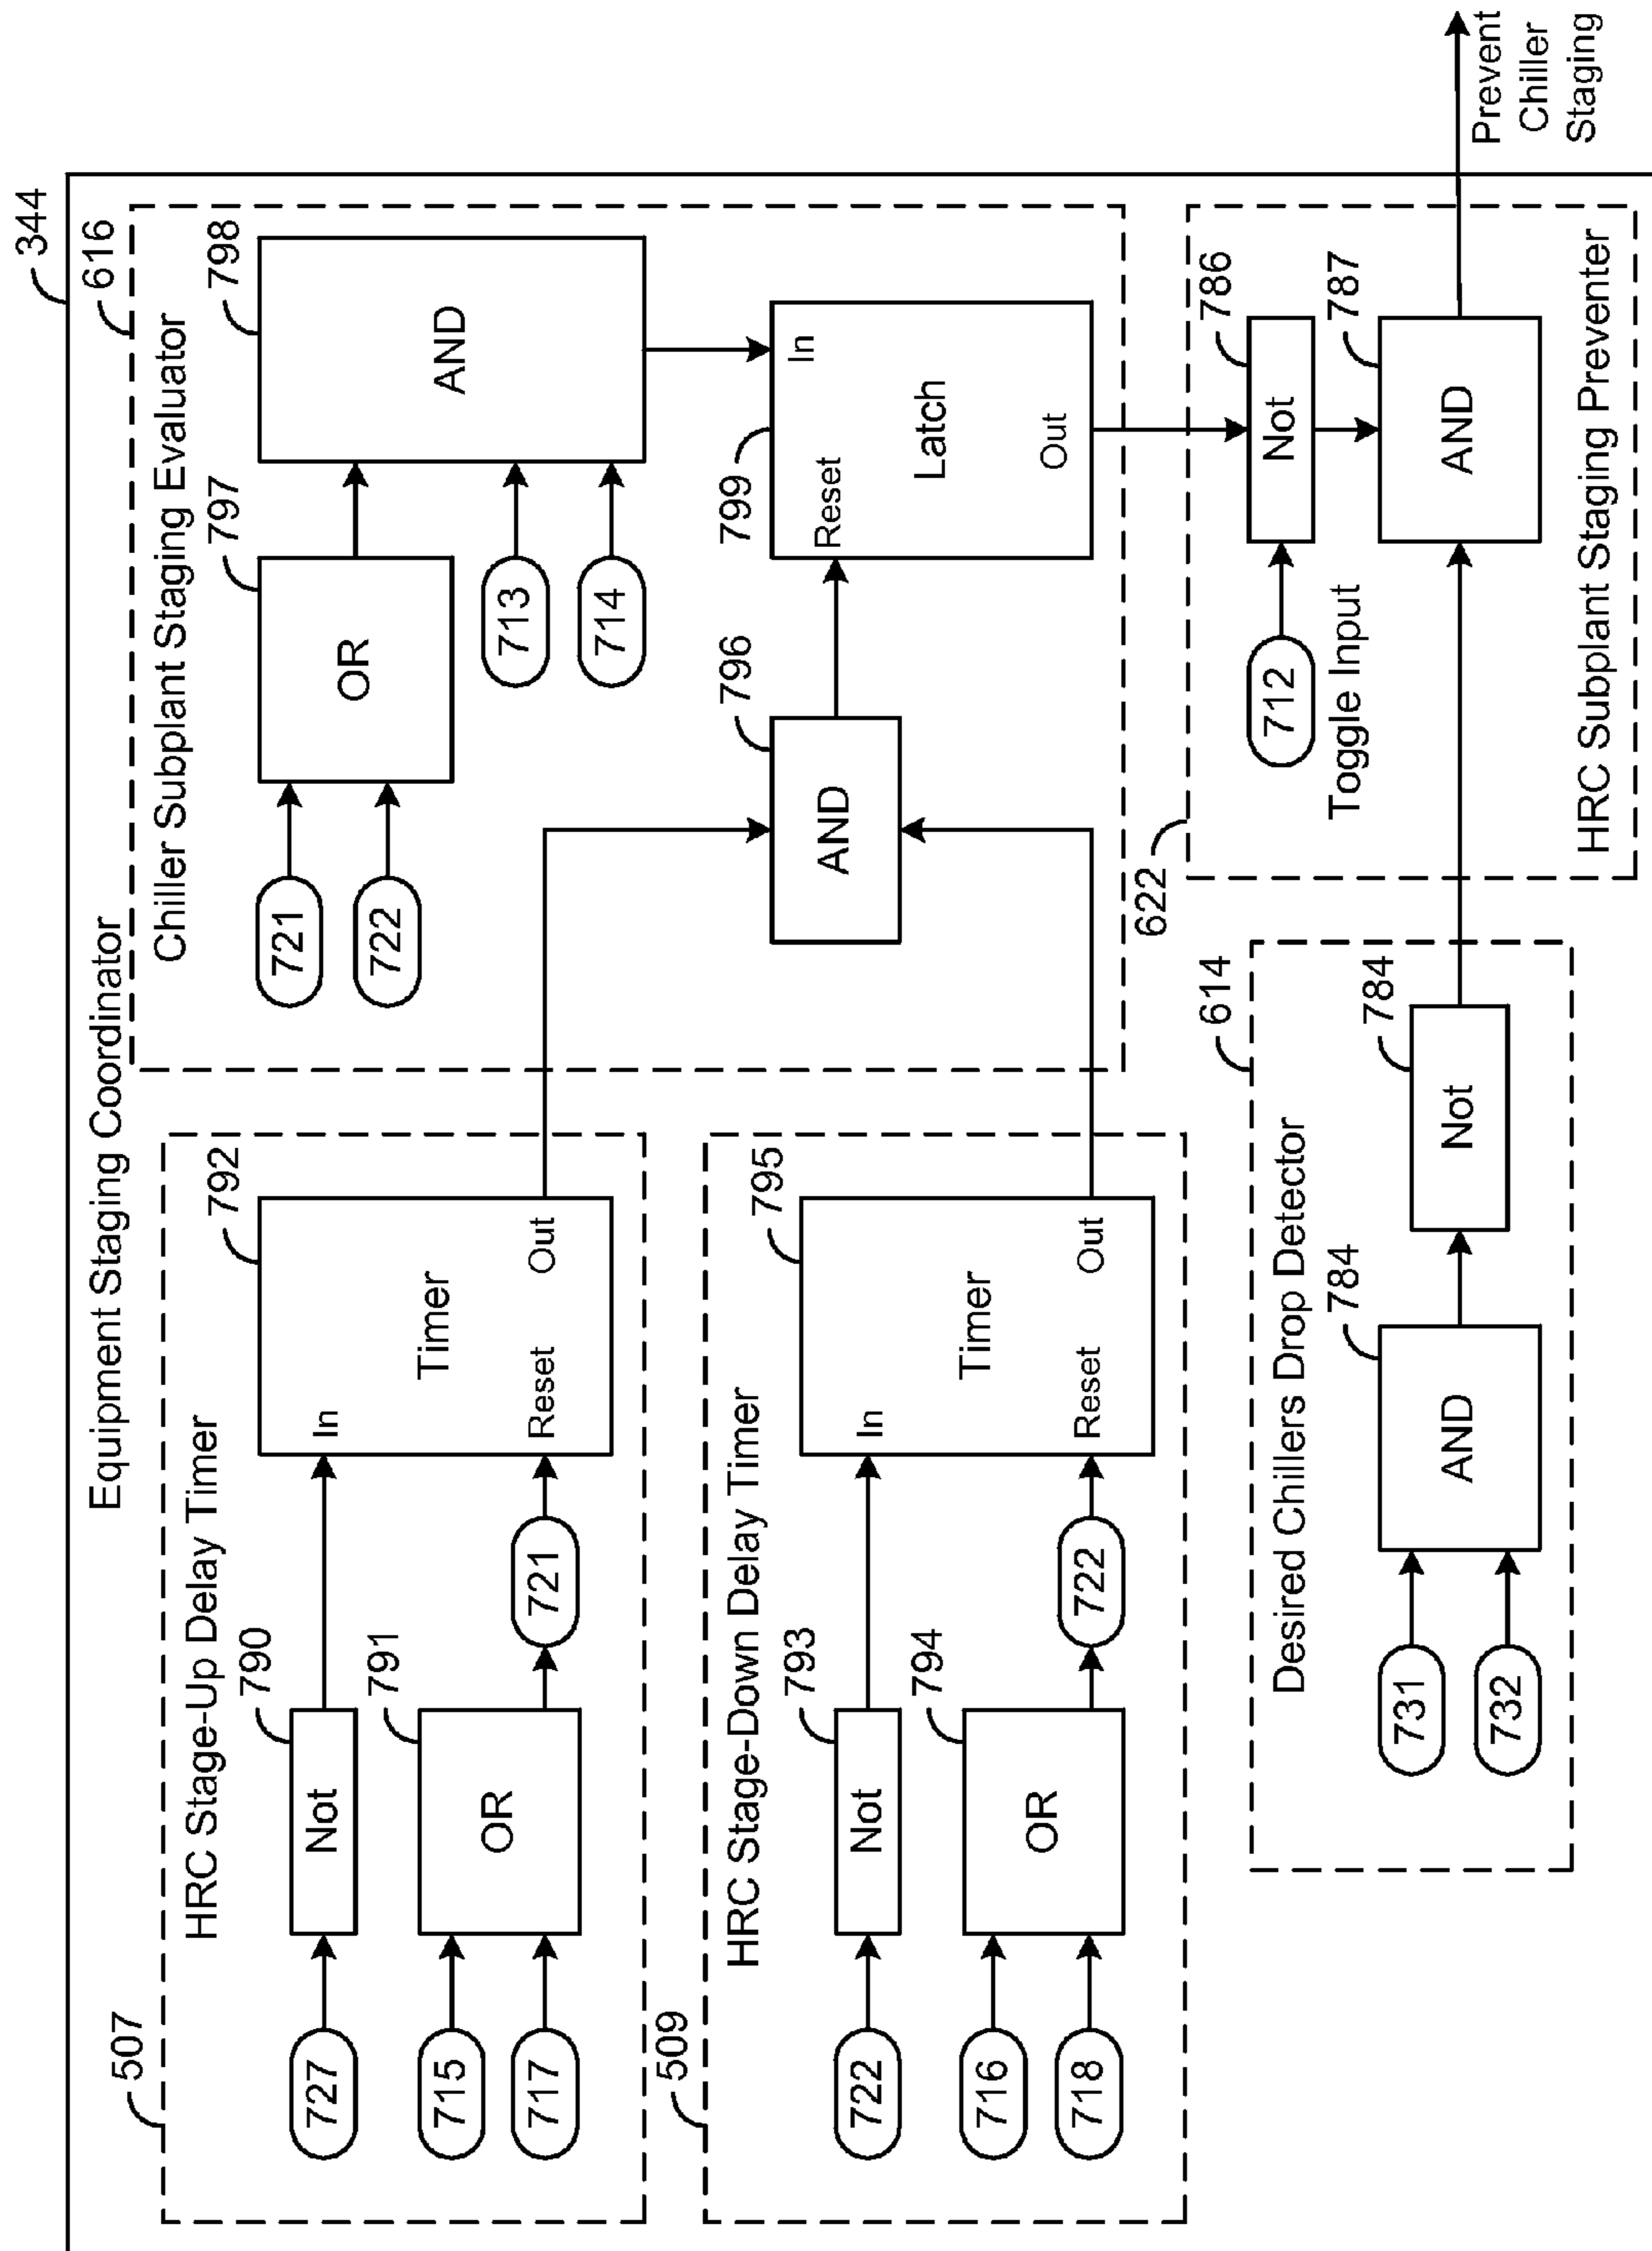 344
Equipment Staging Coordinator
507
HRC Stage-Up Delay Timer
727
Not
790
715
717
OR
791
721
In
Timer
Reset
Out
792
509
HRC Stage-Down Delay Timer
722
Not
793
716
718
OR
794
722
In
Timer
Reset
Out
795
616
Chiller Subplant Staging Evaluator
721
722
OR
797
713
714
AND
798
AND
796
Reset
In
Latch
Out
799
614
Desired Chillers Drop Detector
731
732
AND
784
Not
784
622
712
Toggle Input
Not
786
AND
787
HRC Subplant Staging Preventer
Prevent
Chiller
Staging